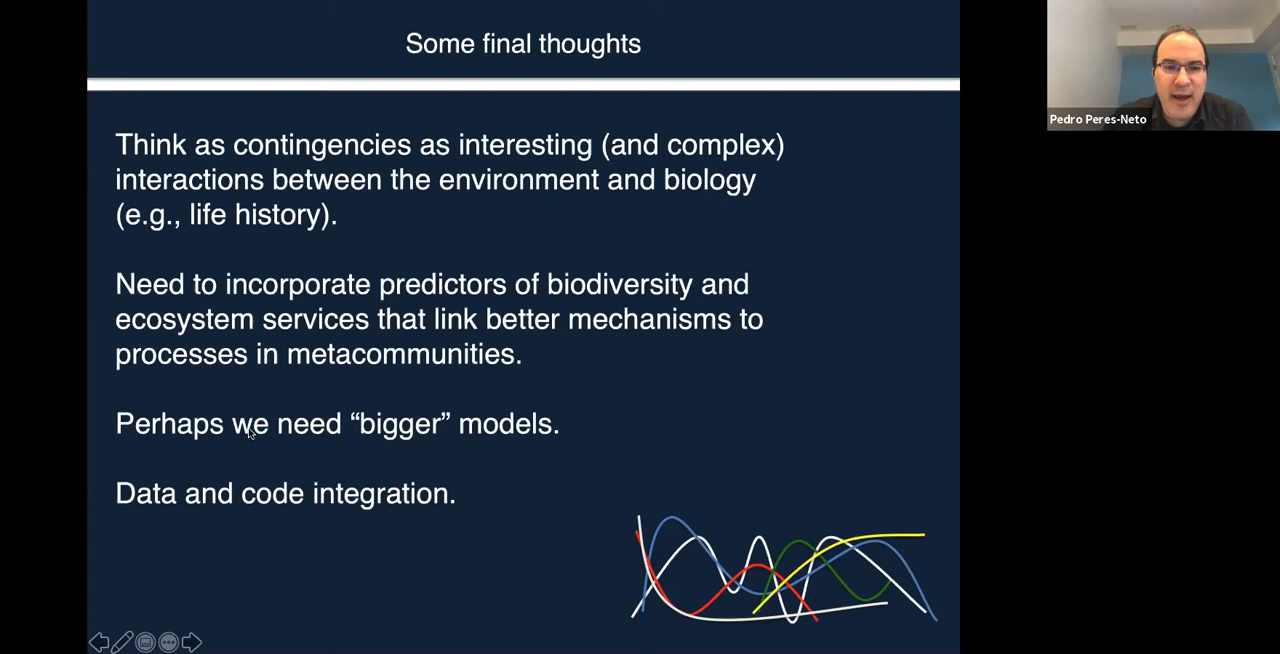 Some final thoughts
Pedro Peres-Neto
Think as contingencies as interesting (and complex)
interactions between the environment and biology
(e.g., life history).
Need to incorporate predictors of biodiversity and
ecosystem services that link better mechanisms to
processes in metacommunities.
Perhaps we need “bigger” models.
Data and code integration.